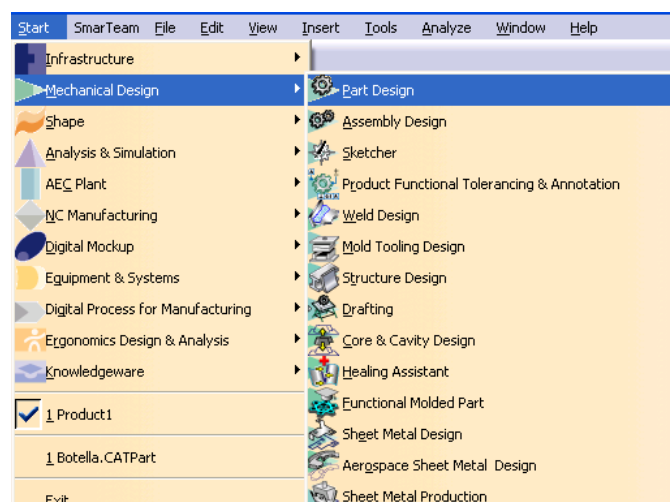 Start SmarTeam File Edit View Insert Tools Analyze Window Help
Infrastructure
Mechanical Design
Shape
Analysis & Simulation
AEC Plant
NC Manufacturing
Digital Mockup
Equipment & Systems
Digital Process for Manufacturing
Ergonomics Design & Analysis
Knowledgeware
1 Product1
1 Botella.CATPart
Exit
Part Design
Assembly Design
Sketcher
Product Functional Tolerancing & Annotation
Weld Design
Mold Tooling Design
Structure Design
Drafting
Core & Cavity Design
Healing Assistant
Functional Molded Part
Sheet Metal Design
Aerospace Sheet Metal Design
Sheet Metal Production